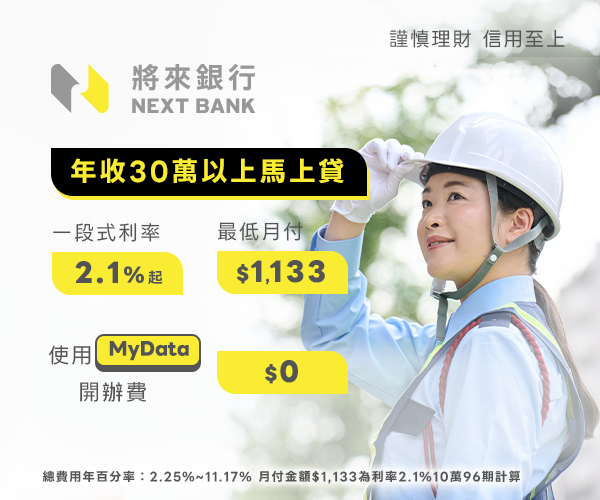 謹慎理財 信用至上
將來銀行
NEXT BANK
年收30萬以上馬上貸
一段式利率
2.1%起
最低月付
$1,133
使用 MyData
開辦費
$0
總費用年百分率：2.25%~11.17% 月付金額$1,133為利率2.1%10萬96期計算